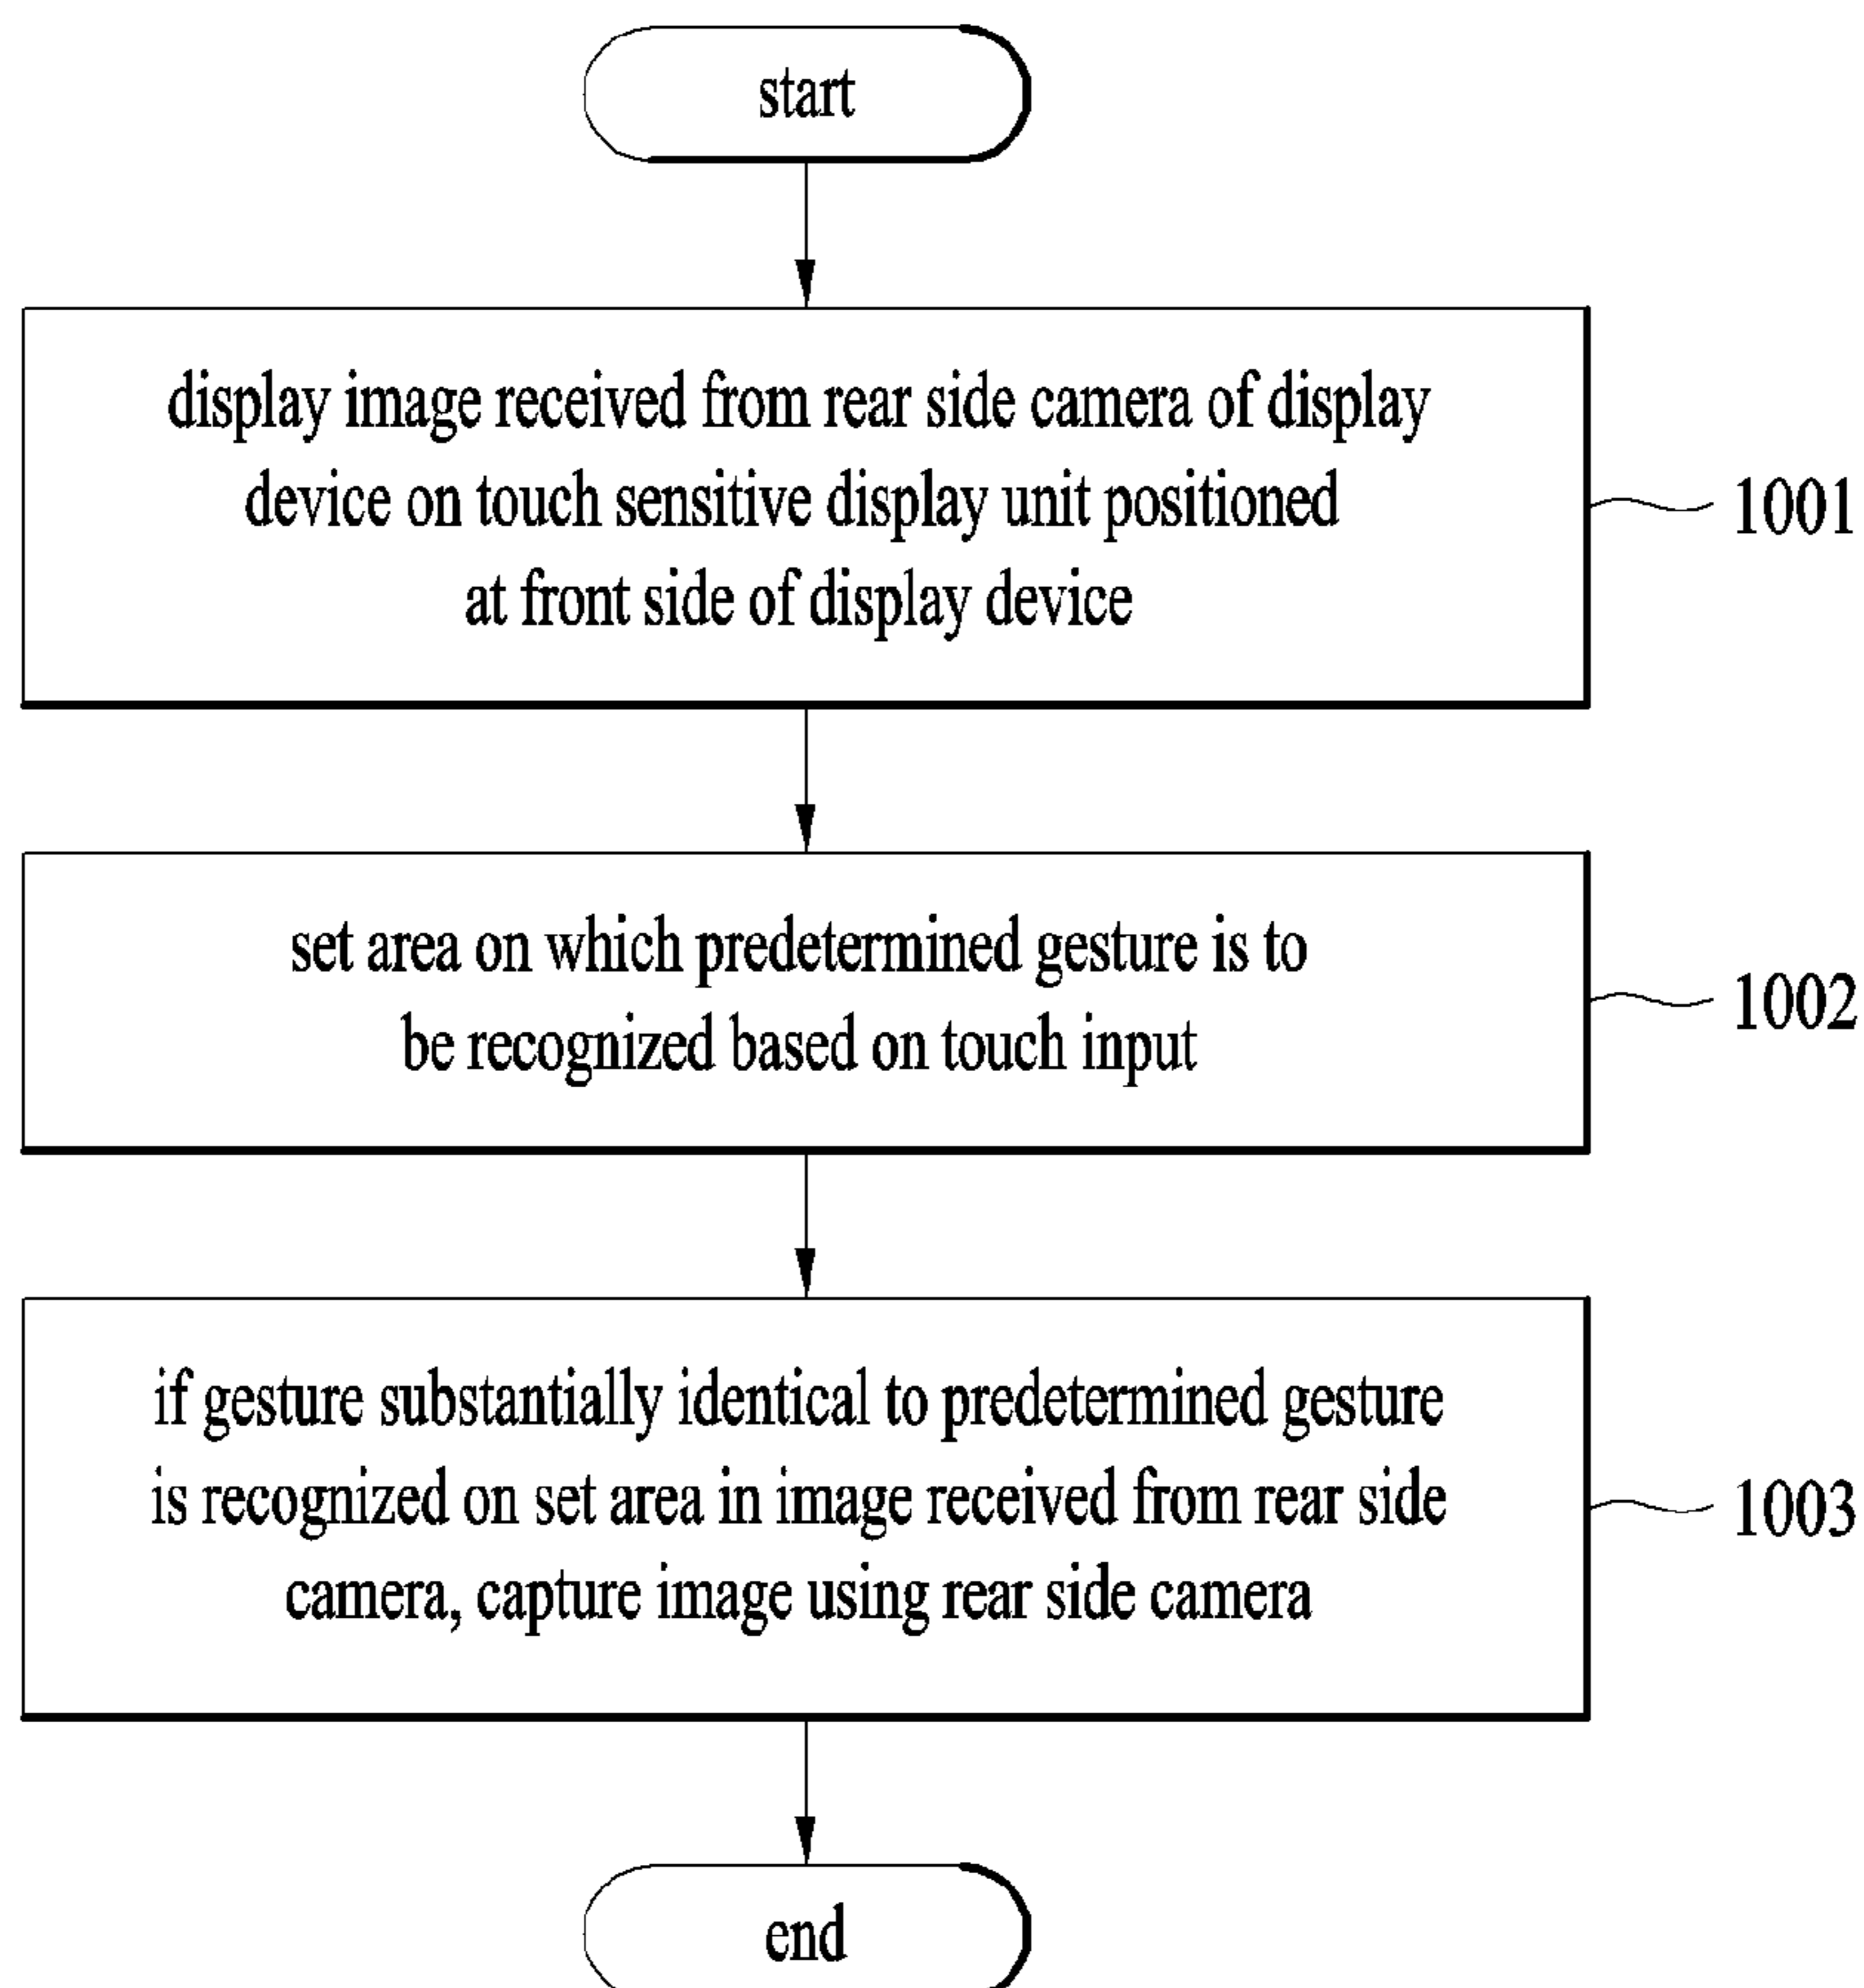 start
display image received from rear side camera of display
device on touch sensitive display unit positioned
at front side of display device
1001
set area on which predetermined gesture is to
be recognized based on touch input
1002
if gesture substantially identical to predetermined gesture
is recognized on set area in image received from rear side
camera, capture image using rear side camera
1003
end